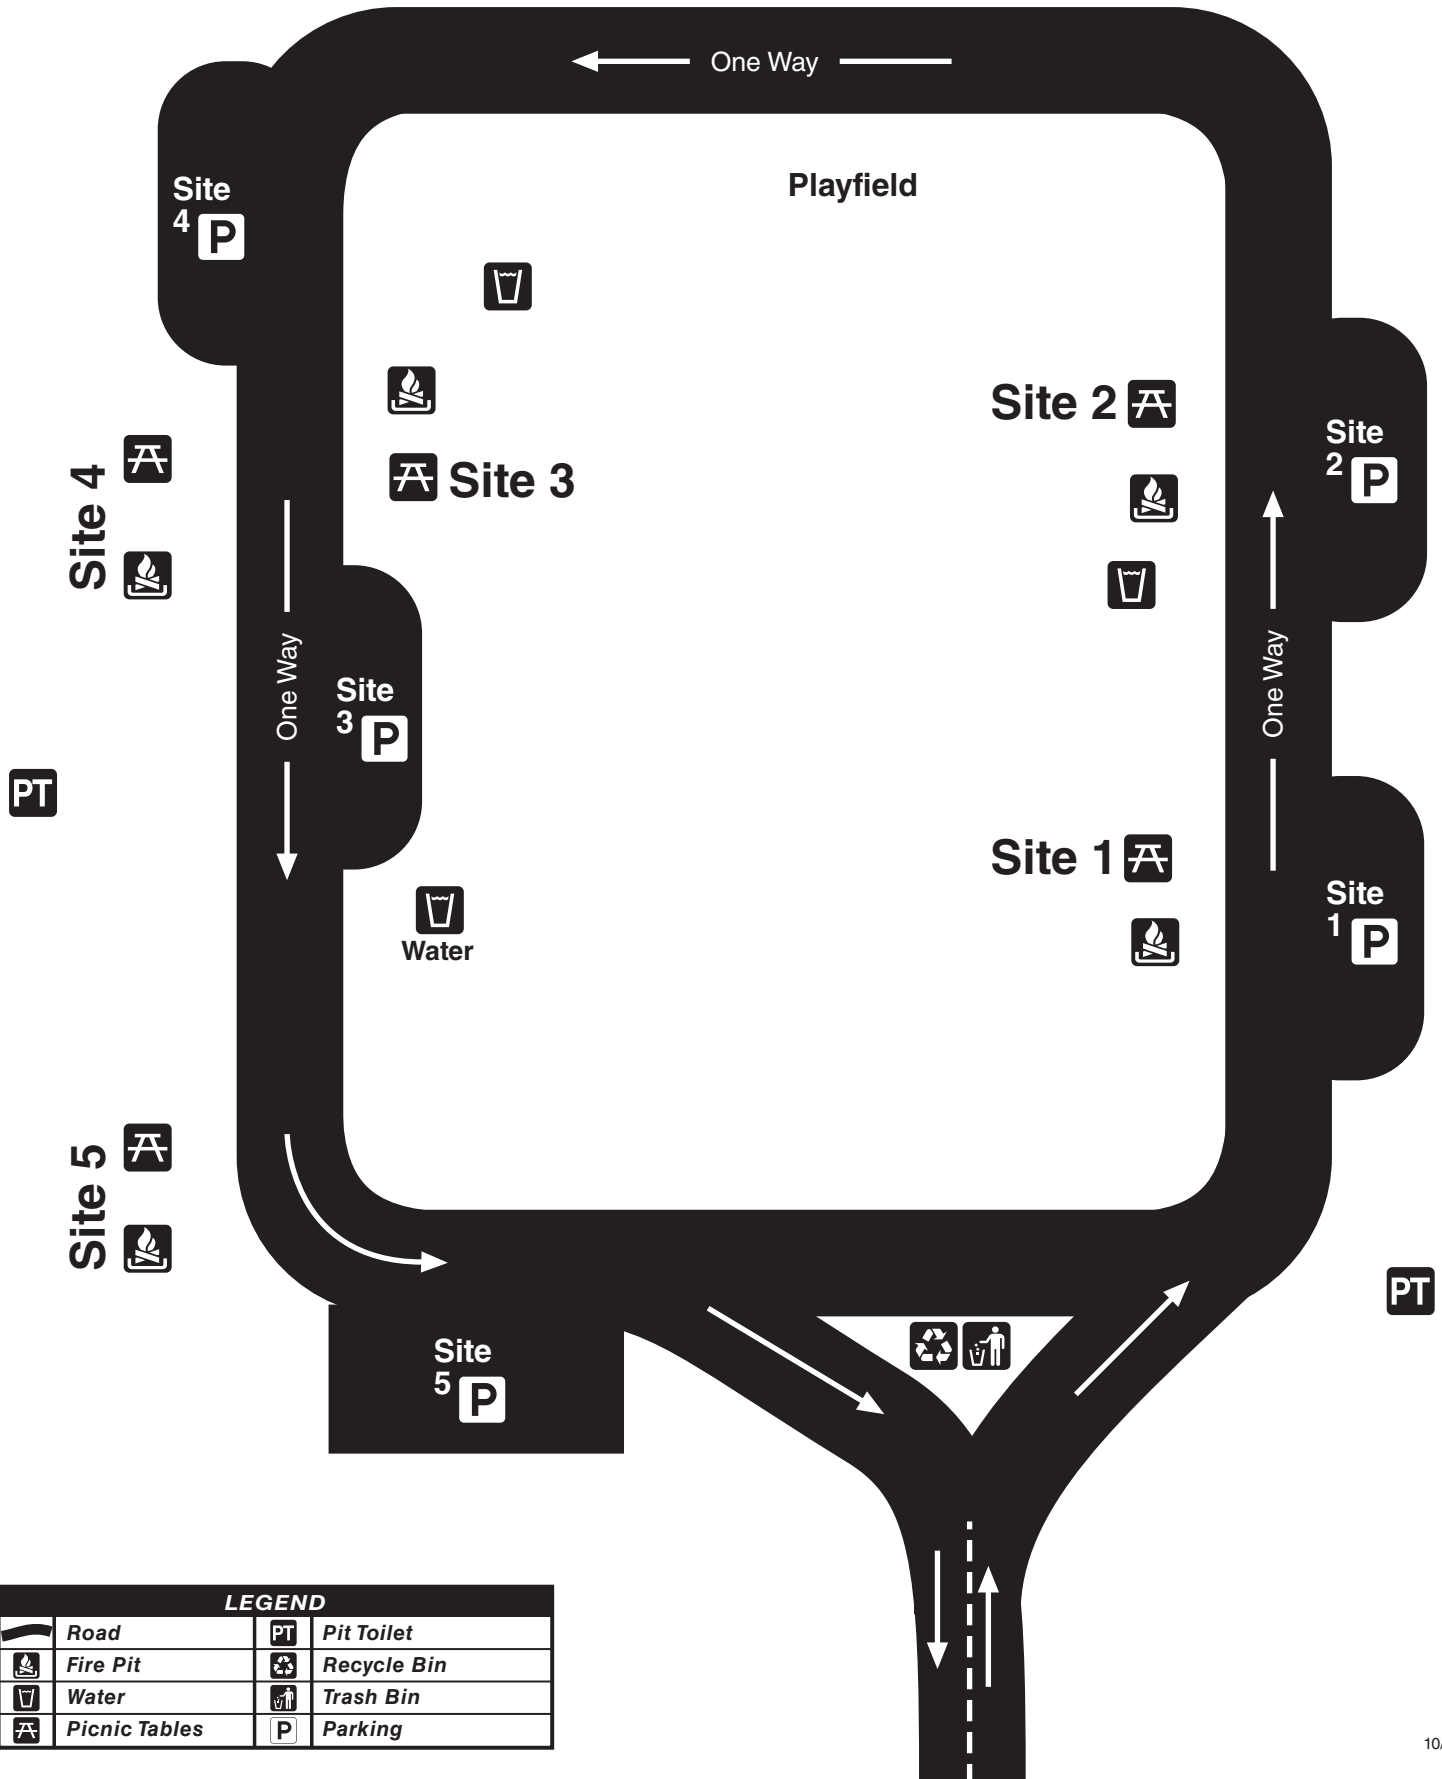 One Way
Playfield
Site
4 P
Site 2
Site
2 P
Site 3
Site 4
One Way
One Way
Site
3 P
PT
Site 1
Site
1 P
Water
Site 5
PT
Site
5 P
LEGEND
Road PT Pit Toilet
Fire Pit Recycle Bin
Water Trash Bin
Picnic Tables P Parking
10/